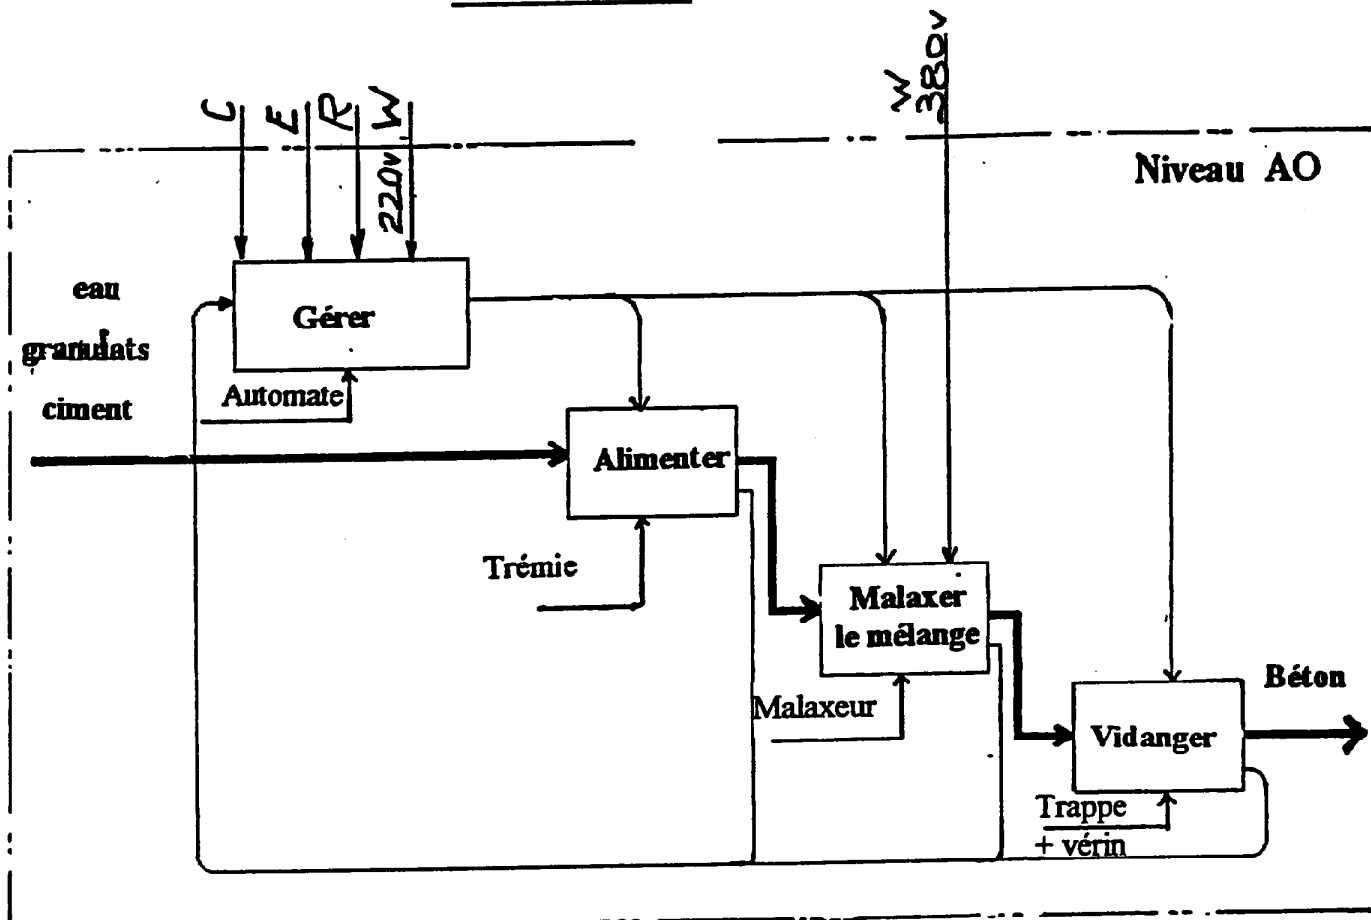 C E R W
220v
W
380v
Niveau AO
eau
granulats
ciment
Gérer
Automate
Alimenter
Trémie
Malaxer
le mélange
Malaxeur
Béton
Vidanger
Trappe
+ vérin